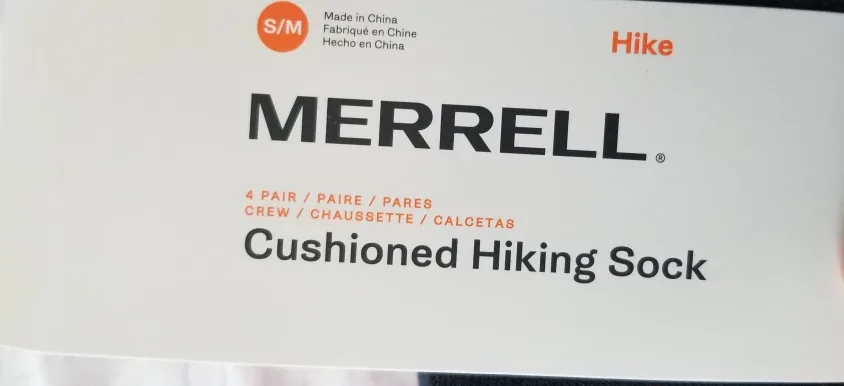 S/M
Made in China
Fabriqué en Chine
Hecho en China
Hike
MERRELL®
4 PAIR / PAIRE / PARES
CREW / CHAUSSETTE / CALCETAS
Cushioned Hiking Sock